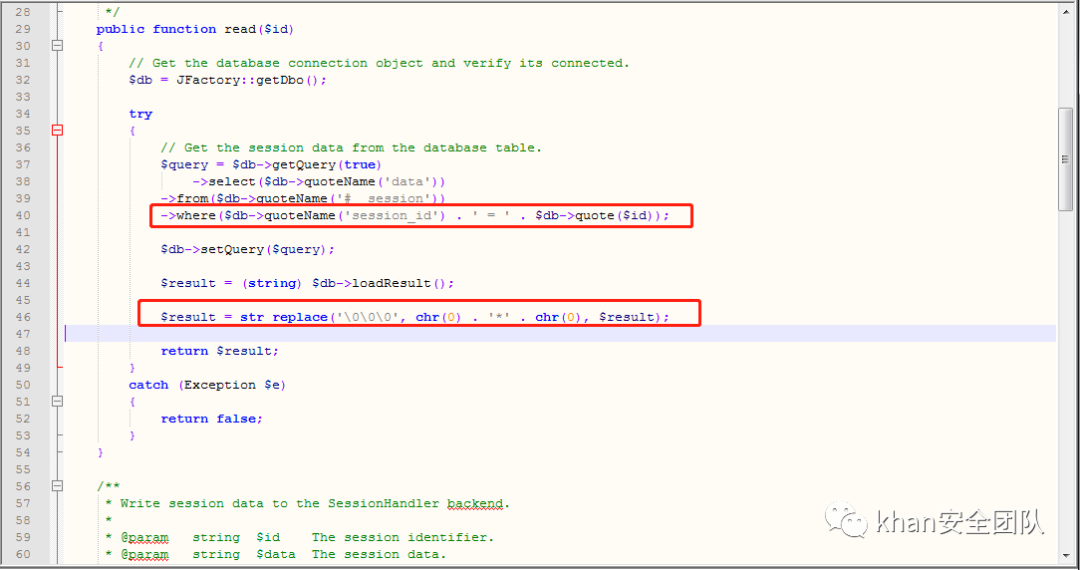 28 */
29 public function read($id)
30 {
31 // Get the database connection object and verify its connected.
32 $db = JFactory::getDbo();
33
34 try
35 {
36 // Get the session data from the database table.
37 $query = $db->getQuery(true)
38 ->select($db->quoteName('data'))
39 ->from($db->quoteName('#__session'))
40 ->where($db->quoteName('session_id') . ' = ' . $db->quote($id));
41
42 $db->setQuery($query);
43
44 $result = (string) $db->loadResult();
45
46 $result = str_replace('\0\0\0', chr(0) . '*' . chr(0), $result);
47
48 return $result;
49 }
50 catch (Exception $e)
51 {
52 return false;
53 }
54 }
55
56 /**
57 * Write session data to the SessionHandler backend.
58 *
59 * @param string $id The session identifier.
60 * @param string $data The session data.
khan安全团队